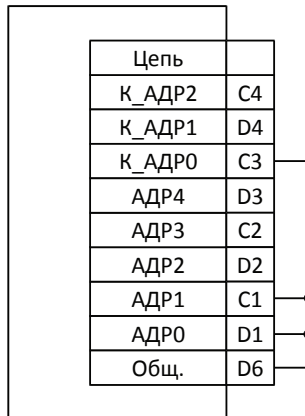 Цепь
К_АДР2 C4
К_АДР1 D4
К_АДР0 C3
АДР4 D3
АДР3 C2
АДР2 D2
АДР1 C1
АДР0 D1
Общ. D6